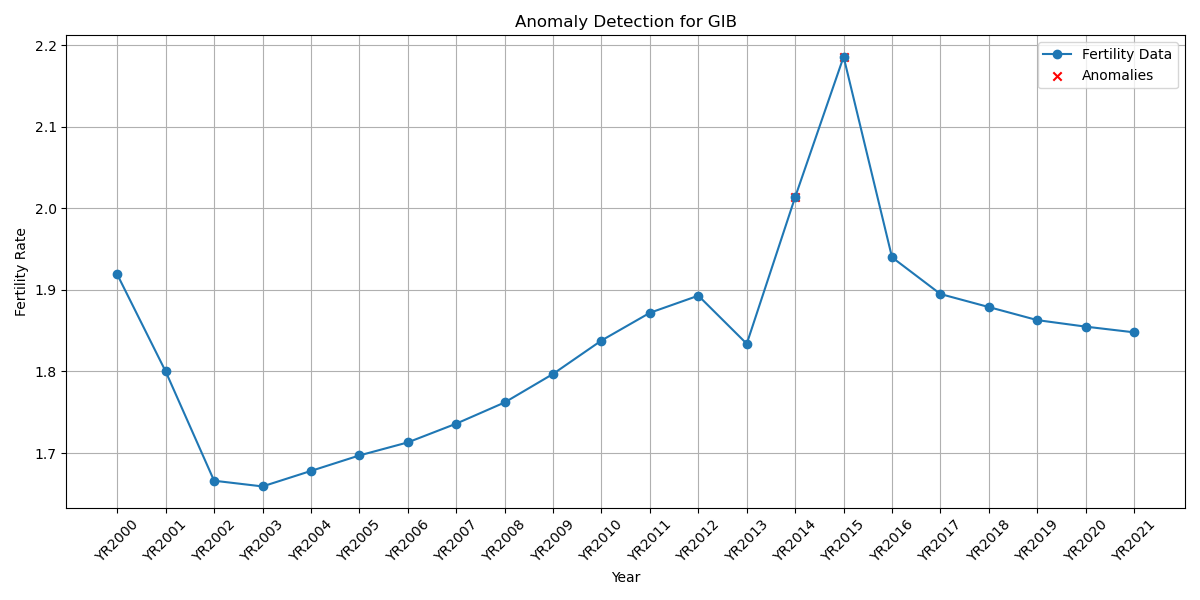 Anomaly Detection for GIB
Fertility Data
Anomalies
Fertility Rate
2.2
2.1
2.0
1.9
1.8
1.7
YR2000
YR2001
YR2002
YR2003
YR2004
YR2005
YR2006
YR2007
YR2008
YR2009
YR2010
YR2011
YR2012
YR2013
YR2014
YR2015
YR2016
YR2017
YR2018
YR2019
YR2020
YR2021
Year